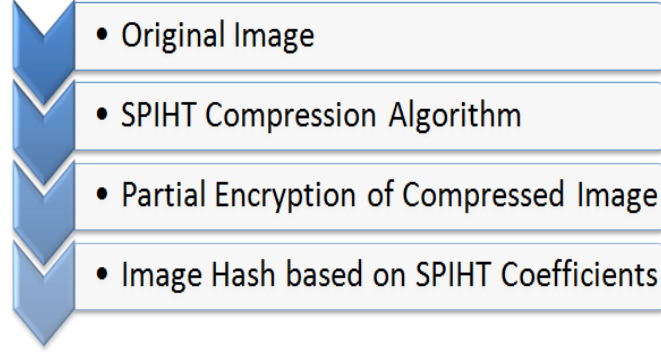 • Original Image
• SPIHT Compression Algorithm
• Partial Encryption of Compressed Image
• Image Hash based on SPIHT Coefficients